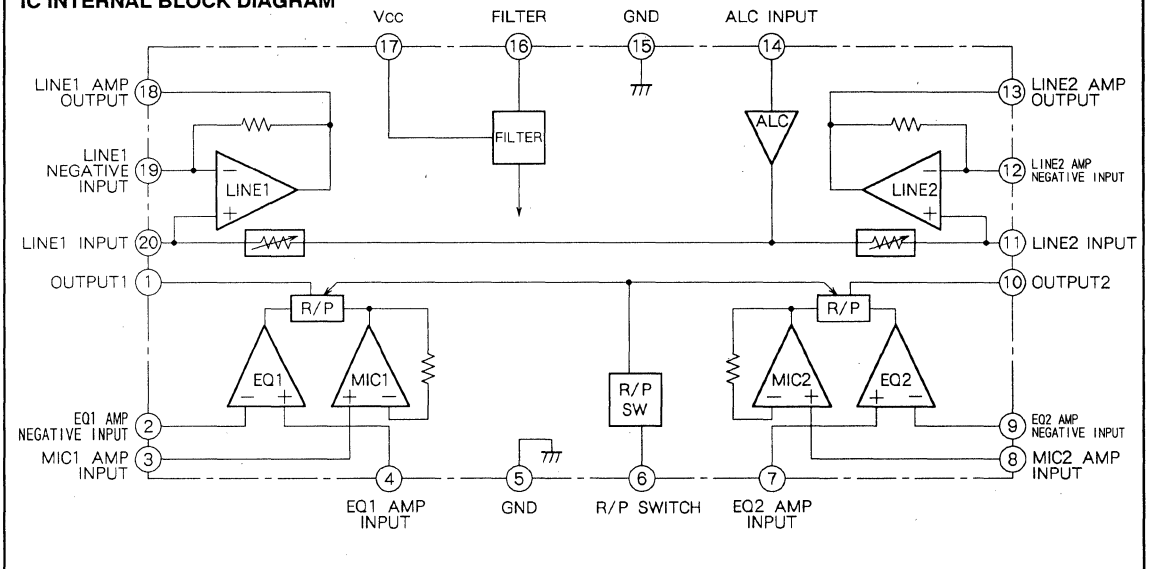 IC INTERNAL BLOCK DIAGRAM
Vcc
FILTER
GND
ALC INPUT
17
16
15
14
LINE1 AMP
OUTPUT
18
13
LINE2 AMP
OUTPUT
FILTER
ALC
LINE1
NEGATIVE
INPUT
19
−
LINE1
+
−
LINE2
+
12
LINE2 AMP
NEGATIVE INPUT
LINE1 INPUT
20
11
LINE2 INPUT
OUTPUT1
1
10
OUTPUT2
R/P
R/P
EQ1
− +
MIC1
+ −
R/P
SW
MIC2
− +
EQ2
+ −
EQ1 AMP
NEGATIVE INPUT
2
9
EQ2 AMP
NEGATIVE INPUT
MIC1 AMP
INPUT
3
8
MIC2 AMP
INPUT
4
5
6
7
EQ1 AMP
INPUT
GND
R/P SWITCH
EQ2 AMP
INPUT